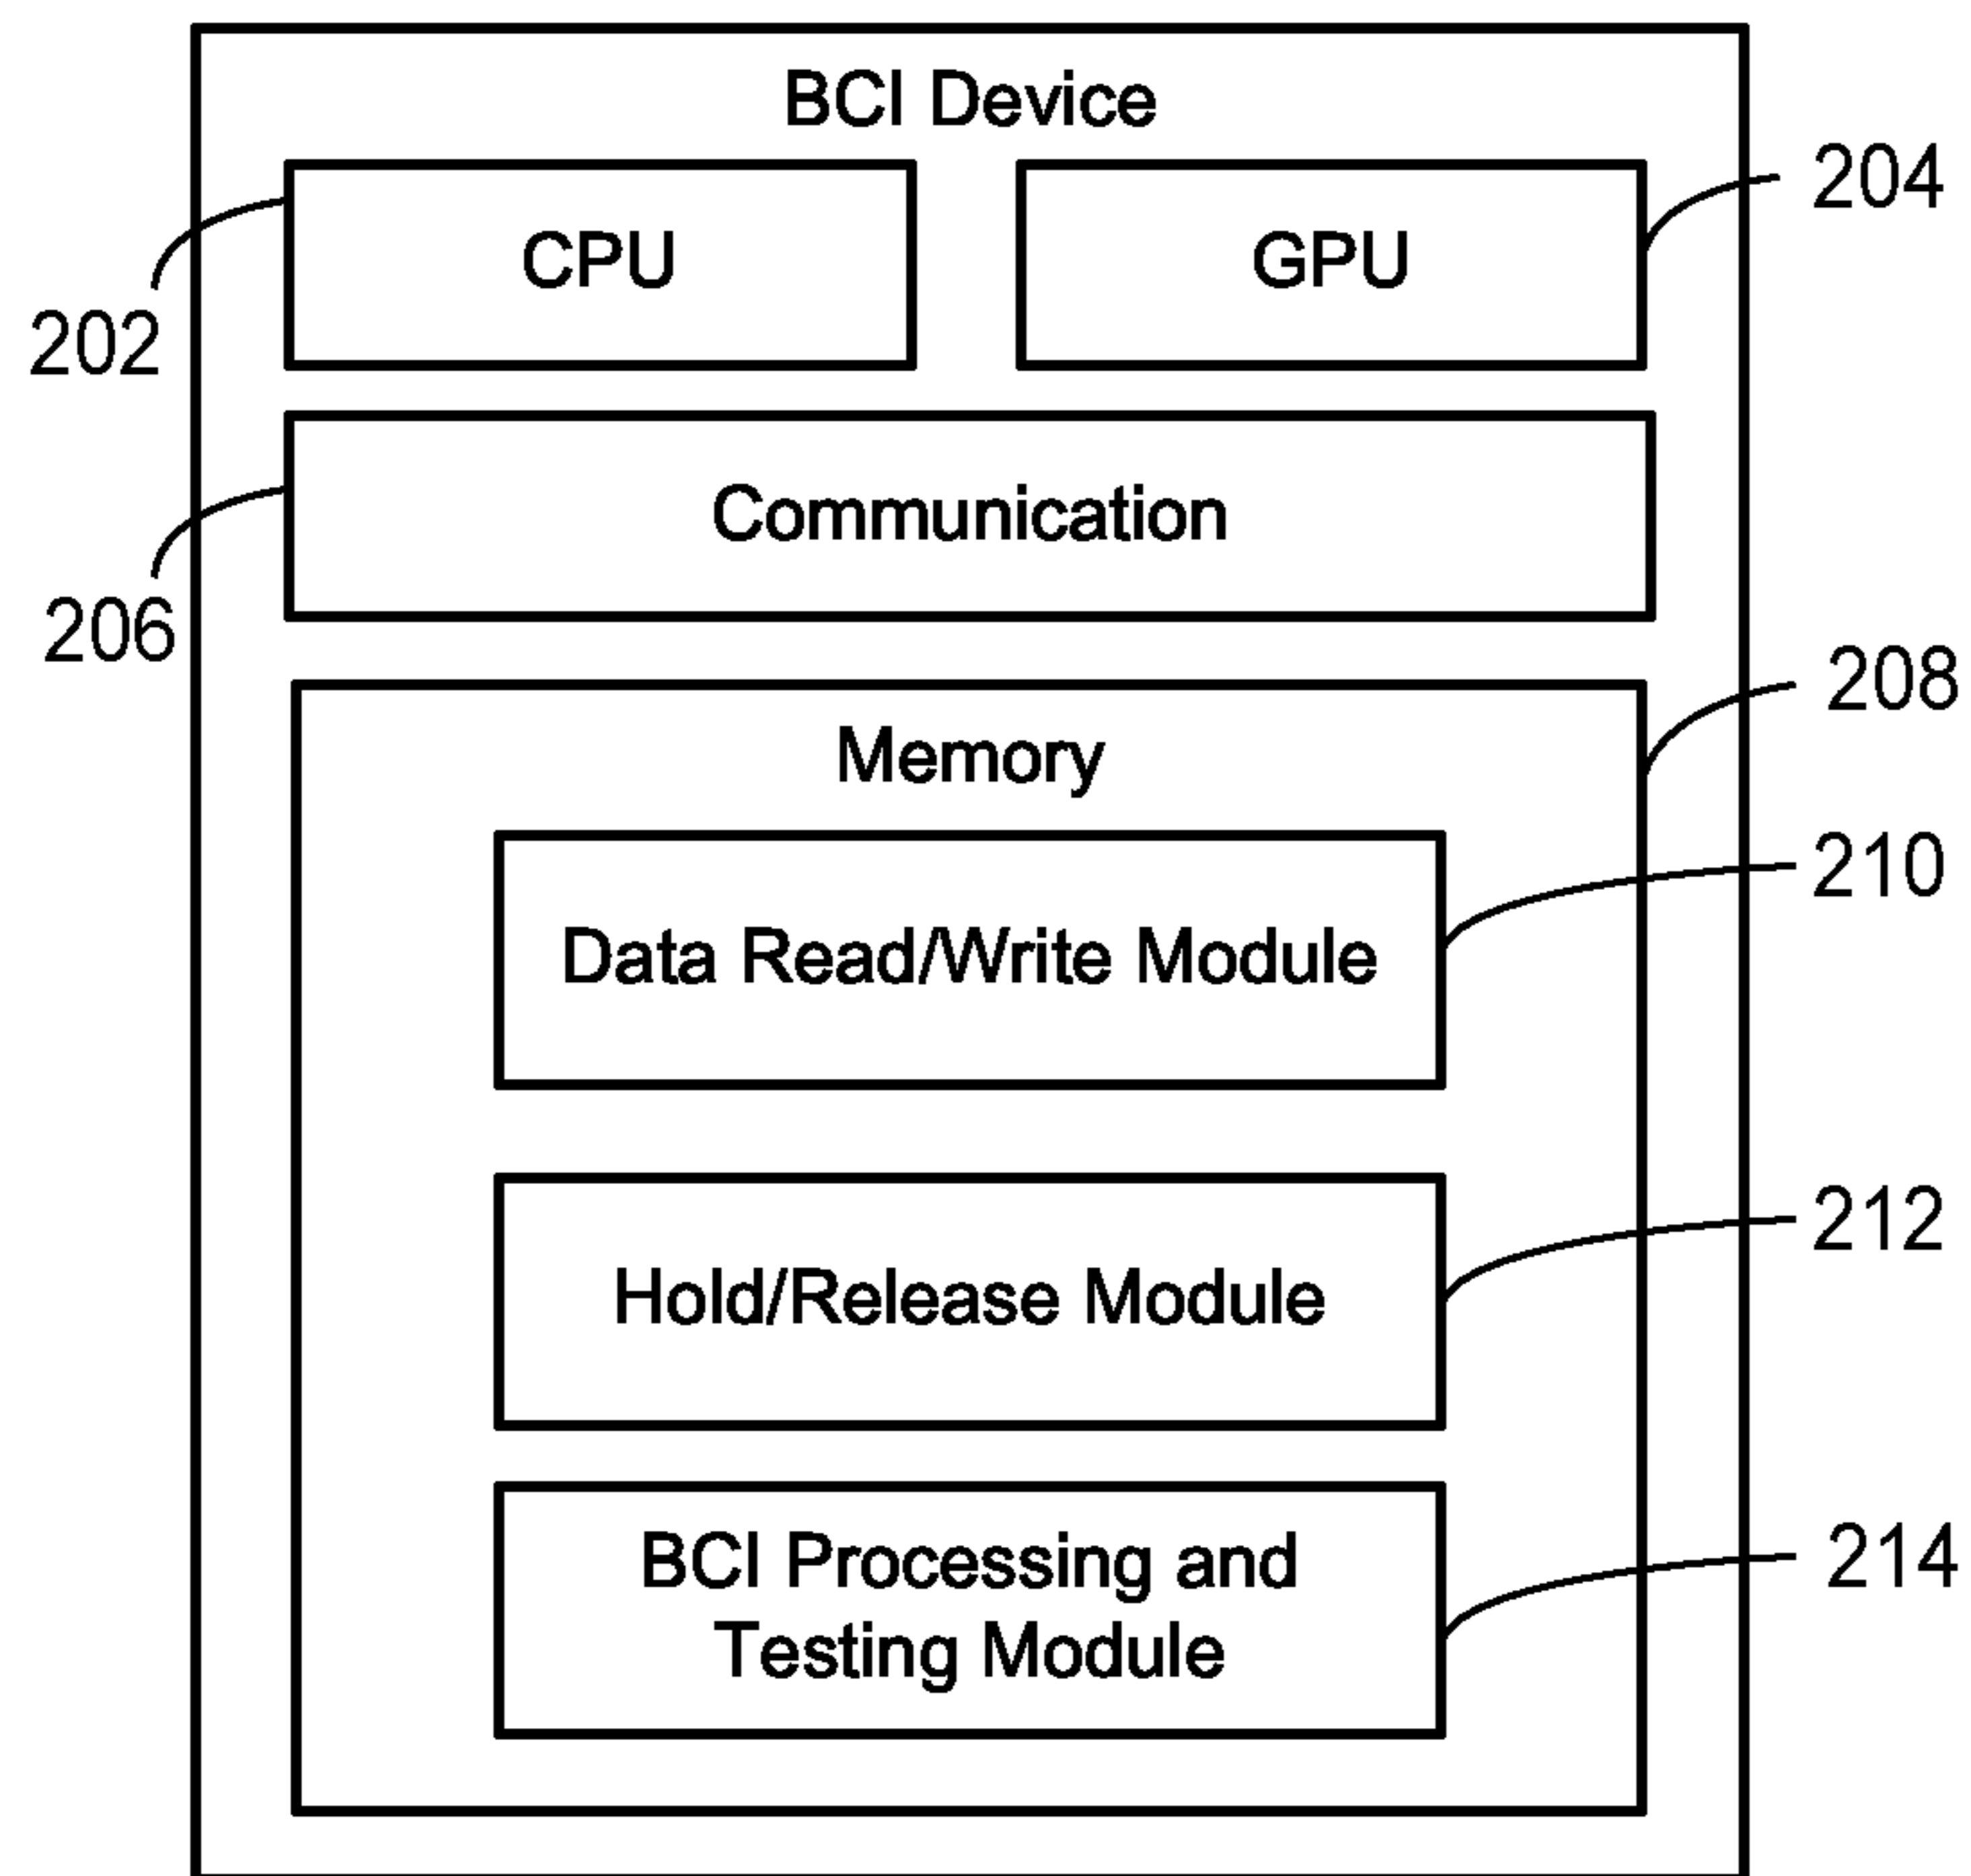 BCI Device
204
CPU
GPU
202
Communication
206
208
Memory
210
Data Read/Write Module
212
Hold/Release Module
214
BCI Processing and
Testing Module